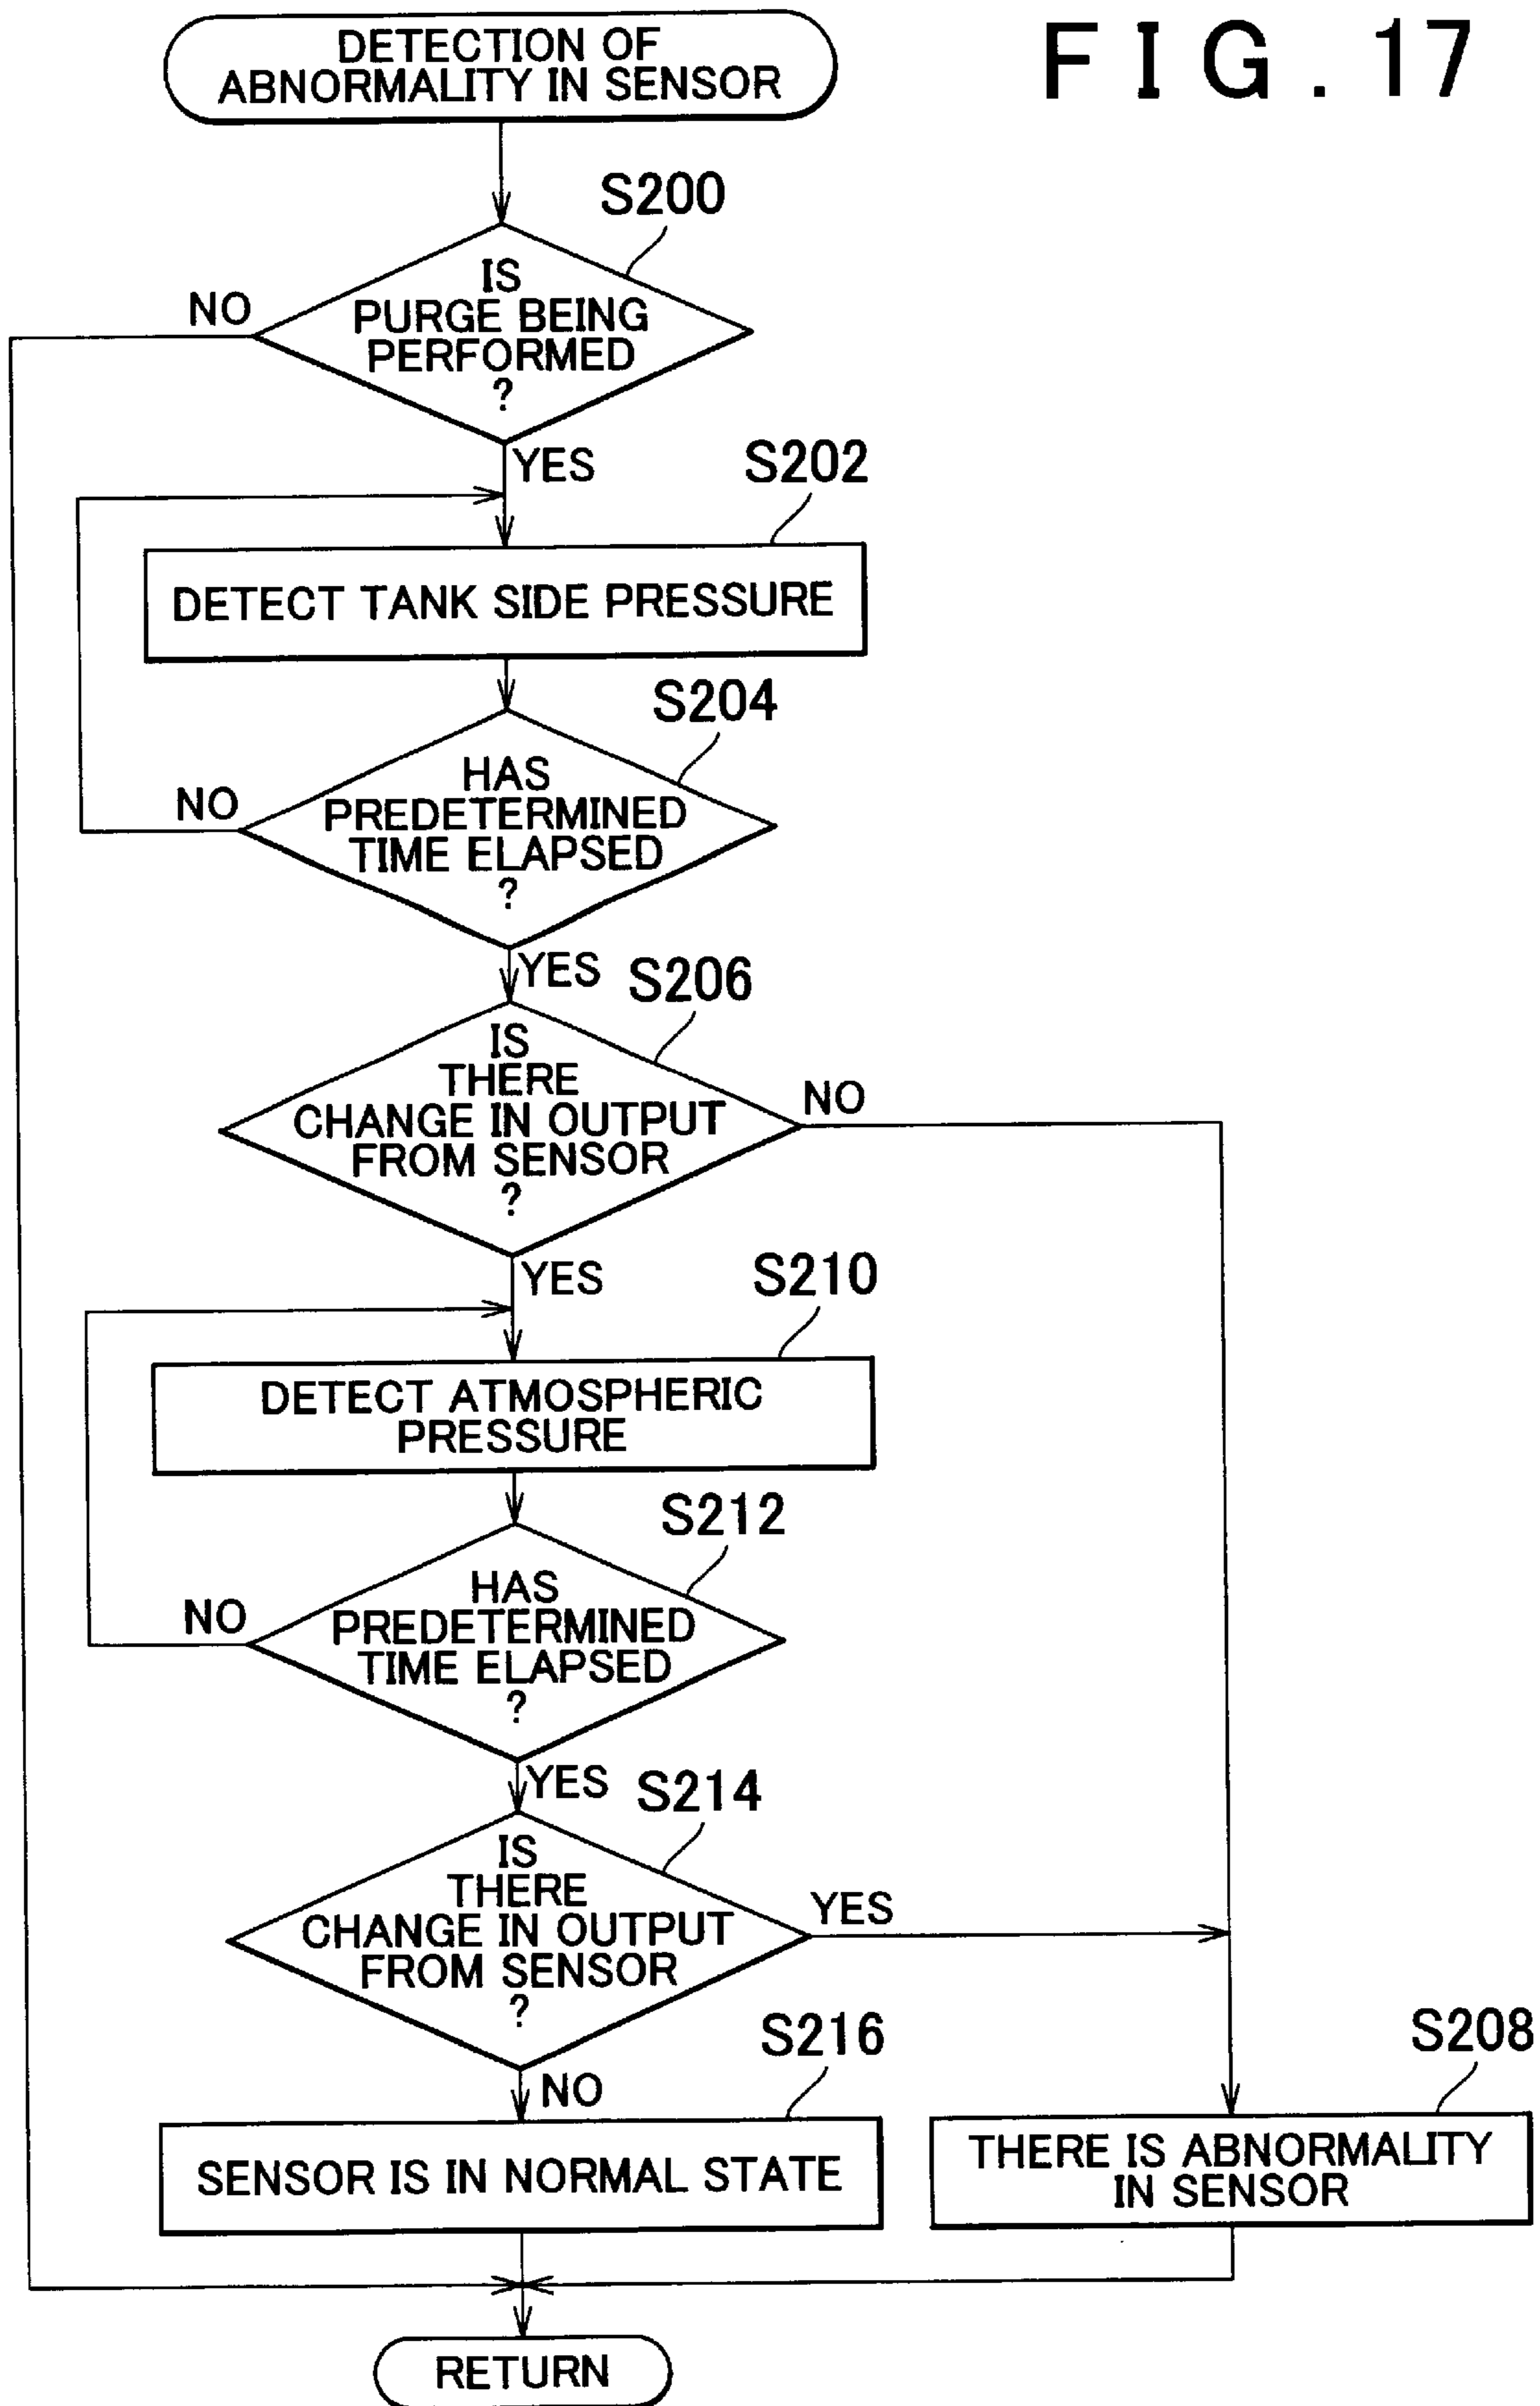 FIG. 17
DETECTION OF
ABNORMALITY IN SENSOR
S200
IS
PURGE BEING
PERFORMED
?
NO
YES
S202
DETECT TANK SIDE PRESSURE
S204
HAS
PREDETERMINED
TIME ELAPSED
?
NO
YES
S206
IS
THERE
CHANGE IN OUTPUT
FROM SENSOR
?
NO
YES
S210
DETECT ATMOSPHERIC
PRESSURE
S212
HAS
PREDETERMINED
TIME ELAPSED
?
NO
YES
S214
IS
THERE
CHANGE IN OUTPUT
FROM SENSOR
?
YES
NO
S216
SENSOR IS IN NORMAL STATE
S208
THERE IS ABNORMALITY
IN SENSOR
RETURN